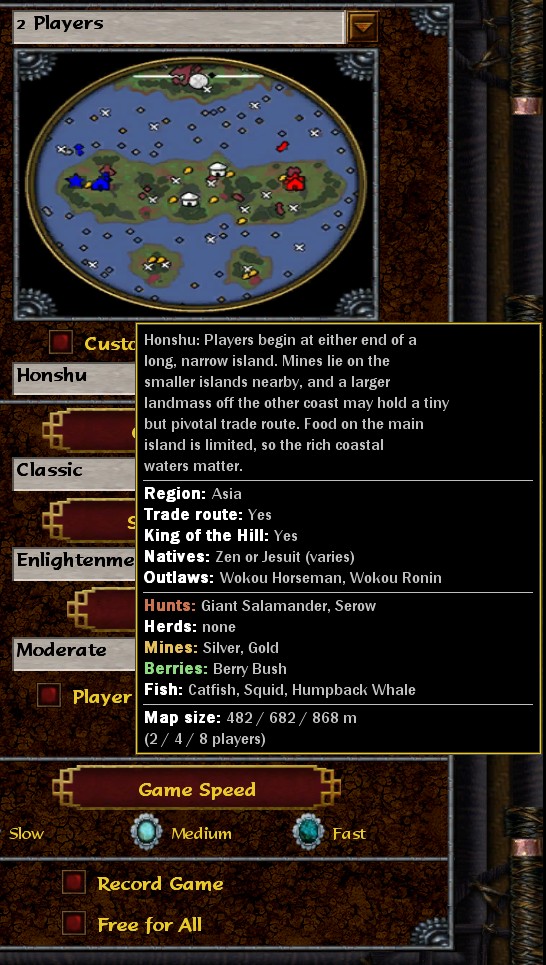 2 Players
Custo
Honshu
Honshu: Players begin at either end of a
long, narrow island. Mines lie on the
smaller islands nearby, and a larger
landmass off the other coast may hold a tiny
but pivotal trade route. Food on the main
island is limited, so the rich coastal
waters matter.
Classic
Region: Asia
Trade route: Yes
King of the Hill: Yes
Natives: Zen or Jesuit (varies)
Outlaws: Wokou Horseman, Wokou Ronin
Enlightenme
Hunts: Giant Salamander, Serow
Herds: none
Mines: Silver, Gold
Berries: Berry Bush
Fish: Catfish, Squid, Humpback Whale
Moderate
Player
Map size: 482 / 682 / 868 m
(2 / 4 / 8 players)
Game Speed
Slow Medium Fast
Record Game
Free for All